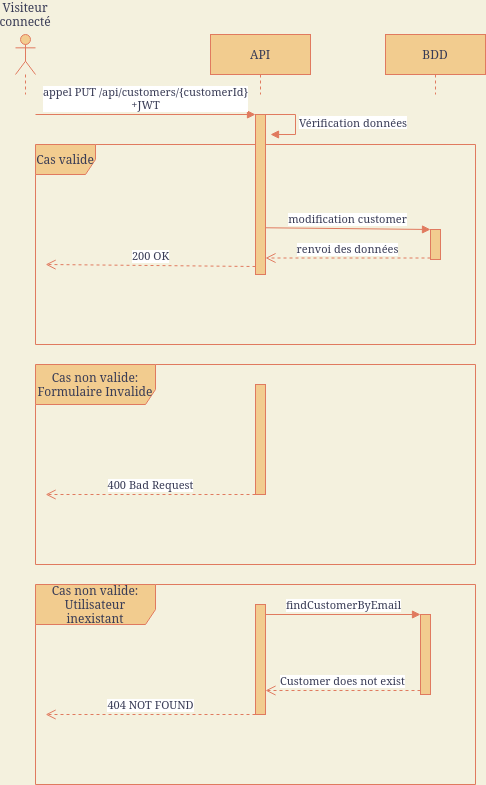 Visiteur
connecté
API
BDD
appel PUT /api/customers/{customerId}
+JWT
Vérification données
Cas valide
modification customer
renvoi des données
200 OK
Cas non valide:
Formulaire Invalide
400 Bad Request
Cas non valide:
Utilisateur
inexistant
findCustomerByEmail
Customer does not exist
404 NOT FOUND